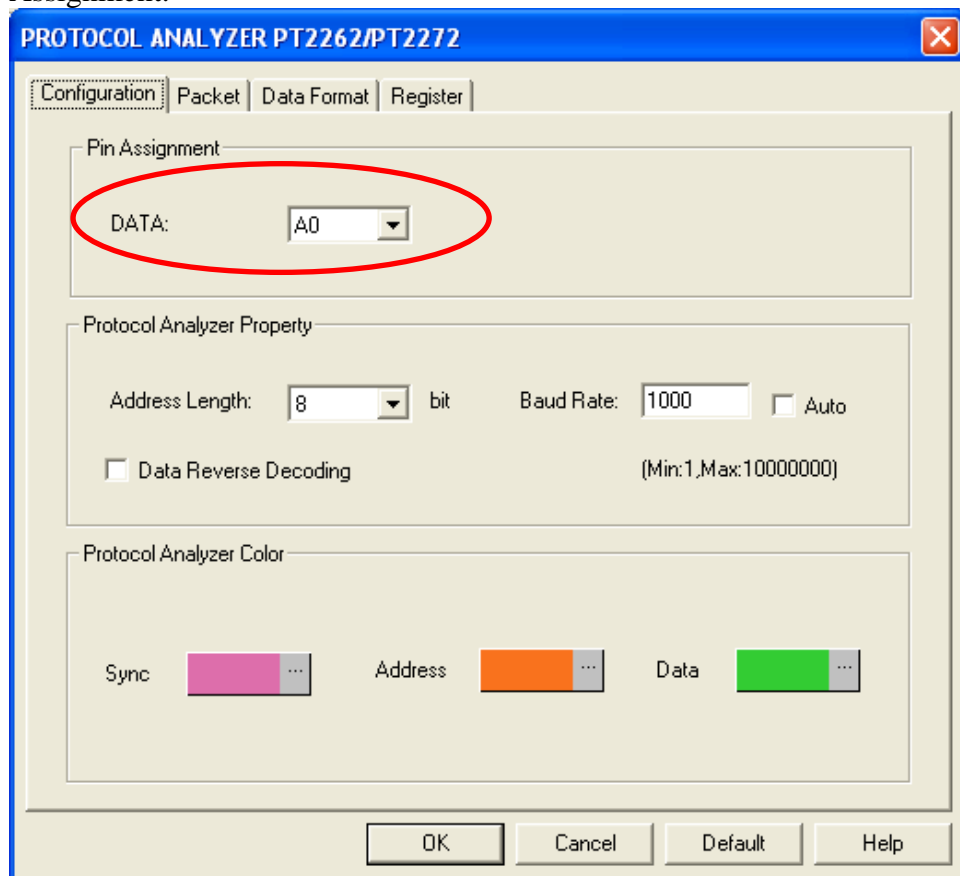 Assignment.
PROTOCOL ANALYZER PT2262/PT2272
Configuration Packet Data Format Register
Pin Assignment
DATA: A0
Protocol Analyzer Property
Address Length: 8 bit Baud Rate: 1000 Auto
Data Reverse Decoding (Min:1,Max:10000000)
Protocol Analyzer Color
Sync ... Address ... Data ...
OK Cancel Default Help